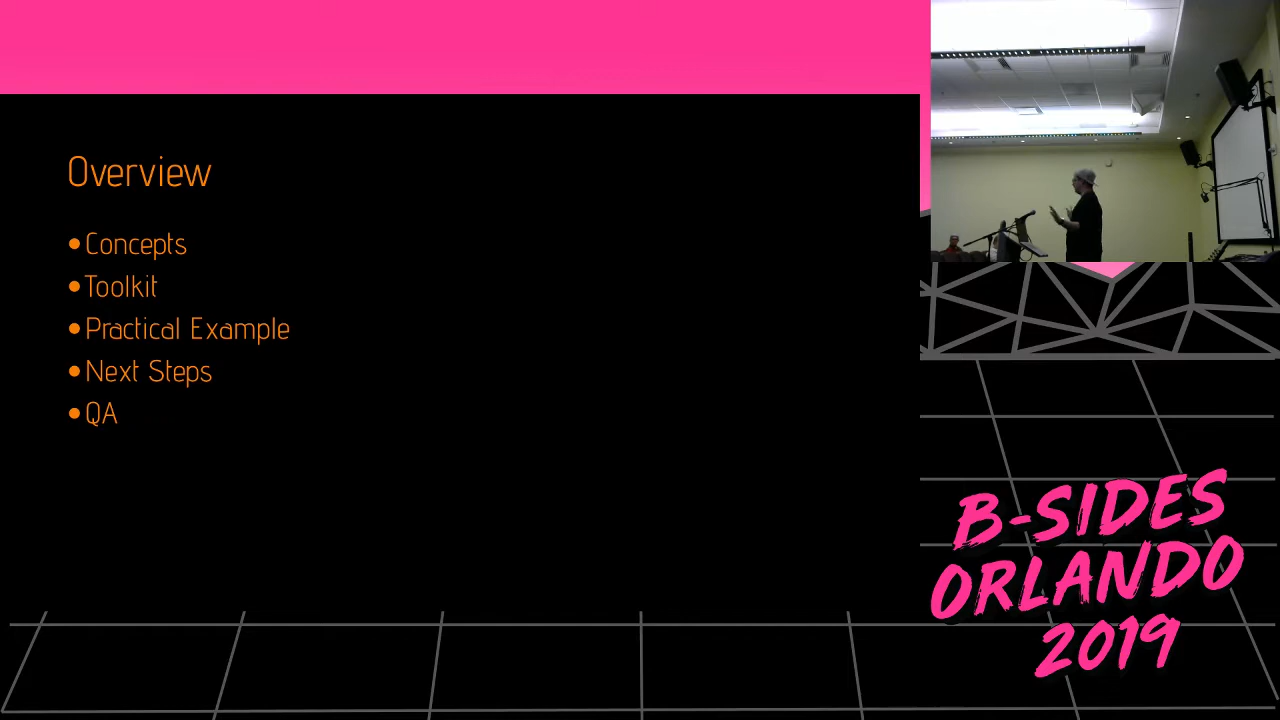 Overview
•Concepts
•Toolkit
•Practical Example
•Next Steps
•QA
B-SIDES
ORLANDO
2019